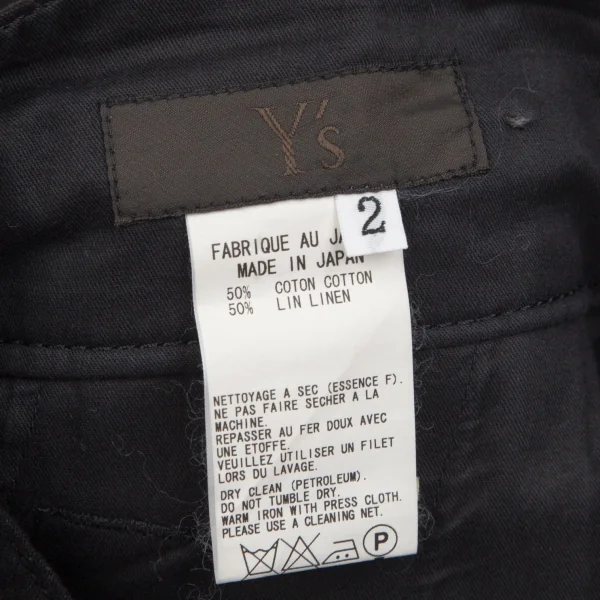 Y's
2
FABRIQUE AU JA
MADE IN JAPAN
50% COTON COTTON
50% LIN LINEN
NETTOYAGE A SEC (ESSENCE F).
NE PAS FAIRE SECHER A LA
MACHINE.
REPASSER AU FER DOUX AVEC
UNE ETOFFE.
VEUILLEZ UTILISER UN FILET
LORS DU LAVAGE.
DRY CLEAN (PETROLEUM).
DO NOT TUMBLE DRY.
WARM IRON WITH PRESS CLOTH.
PLEASE USE A CLEANING NET.
P